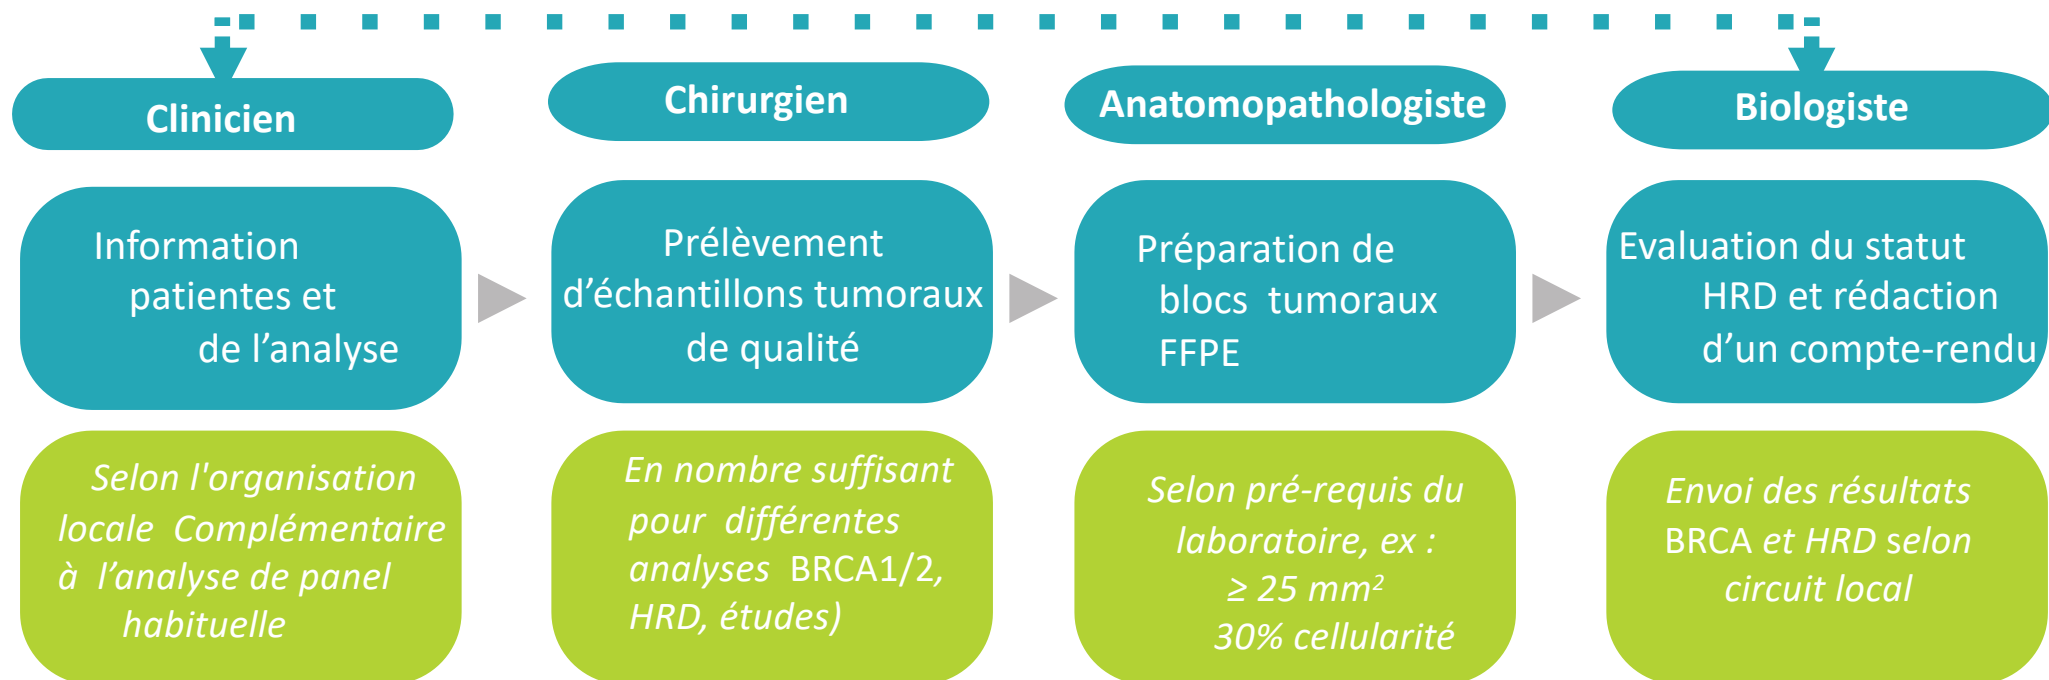 Clinicien
Chirurgien
Anatomopathologiste
Biologiste
Information
patientes et
de l’analyse
Prélèvement
d’échantillons tumoraux
de qualité
Préparation de
blocs tumoraux
FFPE
Evaluation du statut
HRD et rédaction
d’un compte-rendu
Selon l'organisation
locale Complémentaire
à l’analyse de panel
habituelle
En nombre suffisant
pour différentes
analyses BRCA1/2,
HRD, études)
Selon pré-requis du
laboratoire, ex :
≥ 25 mm²
30% cellularité
Envoi des résultats
BRCA et HRD selon
circuit local